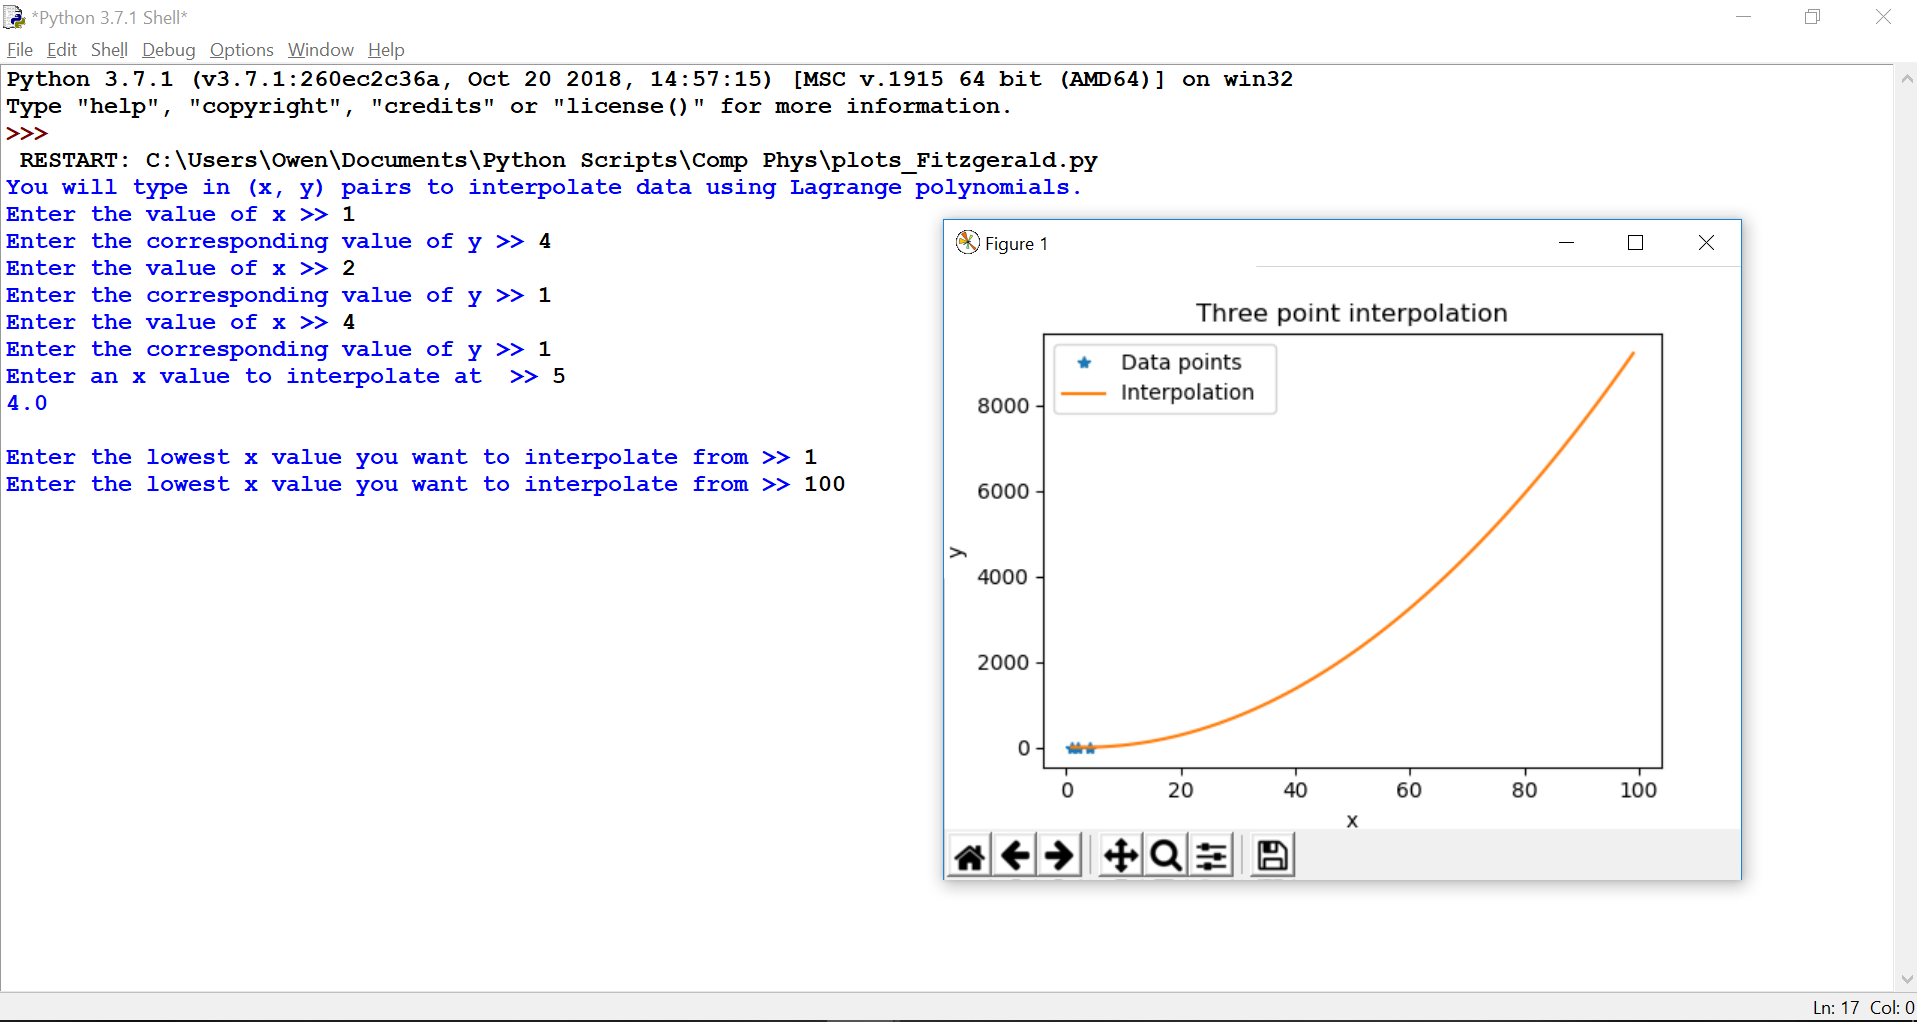 *Python 3.7.1 Shell*
File Edit Shell Debug Options Window Help
Python 3.7.1 (v3.7.1:260ec2c36a, Oct 20 2018, 14:57:15) [MSC v.1915 64 bit (AMD64)] on win32
Type "help", "copyright", "credits" or "license()" for more information.
>>>
RESTART: C:\Users\Owen\Documents\Python Scripts\Comp Phys\plots_Fitzgerald.py
You will type in (x, y) pairs to interpolate data using Lagrange polynomials.
Enter the value of x >> 1
Enter the corresponding value of y >> 4
Enter the value of x >> 2
Enter the corresponding value of y >> 1
Enter the value of x >> 4
Enter the corresponding value of y >> 1
Enter an x value to interpolate at  >> 5
4.0
Enter the lowest x value you want to interpolate from >> 1
Enter the lowest x value you want to interpolate from >> 100
Figure 1
Three point interpolation
Data points
Interpolation
8000
6000
4000
2000
0
y
0 20 40 60 80 100
x
Ln: 17 Col: 0